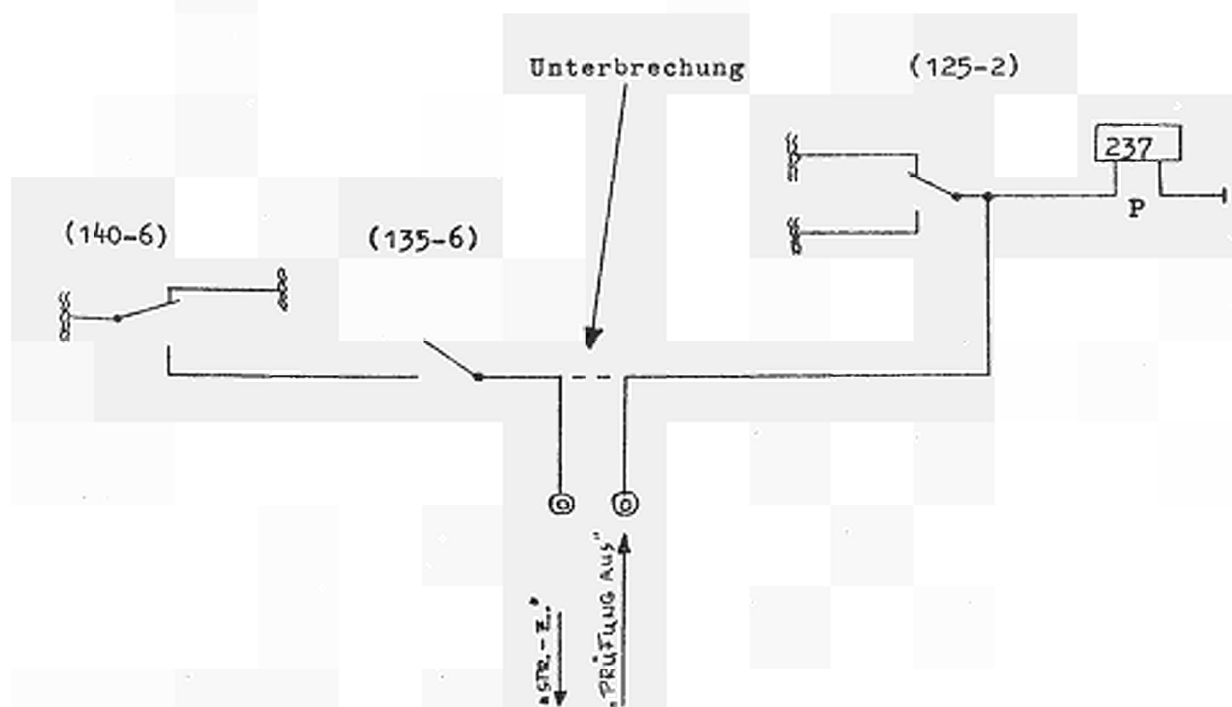 Unterbrechung
(125-2)
237
P
(140-6)
(135-6)
"STR.-Z."
"PRÜFUNG AUS"